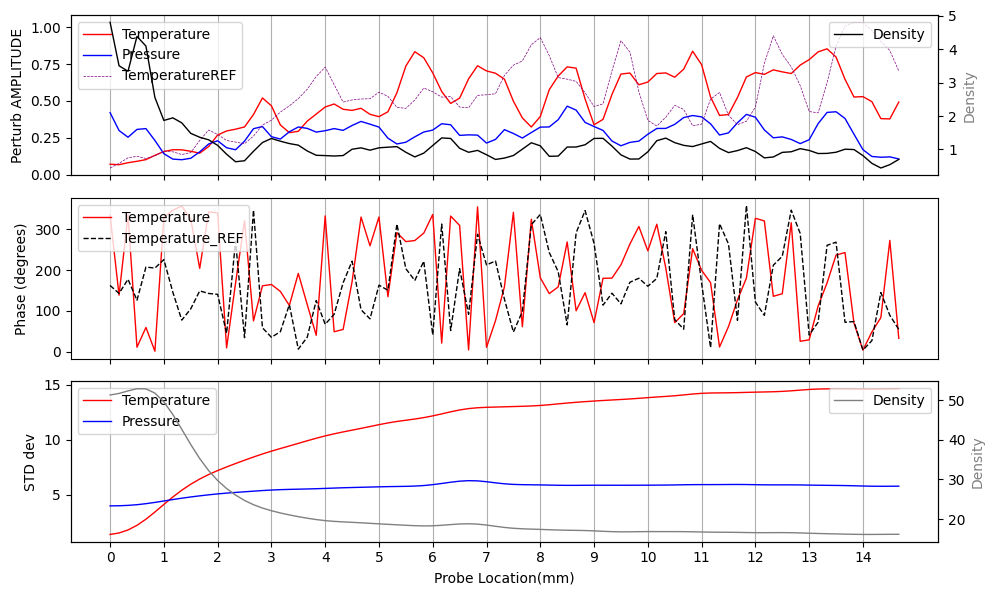 Perturb AMPLITUDE
1.00
0.75
0.50
0.25
0.00
Temperature
Pressure
TemperatureREF
Density
5
4
3
2
1
Density
Phase (degrees)
300
200
100
0
Temperature
Temperature_REF
STD dev
15
10
5
Temperature
Pressure
Density
50
40
30
20
Density
0 1 2 3 4 5 6 7 8 9 10 11 12 13 14
Probe Location(mm)